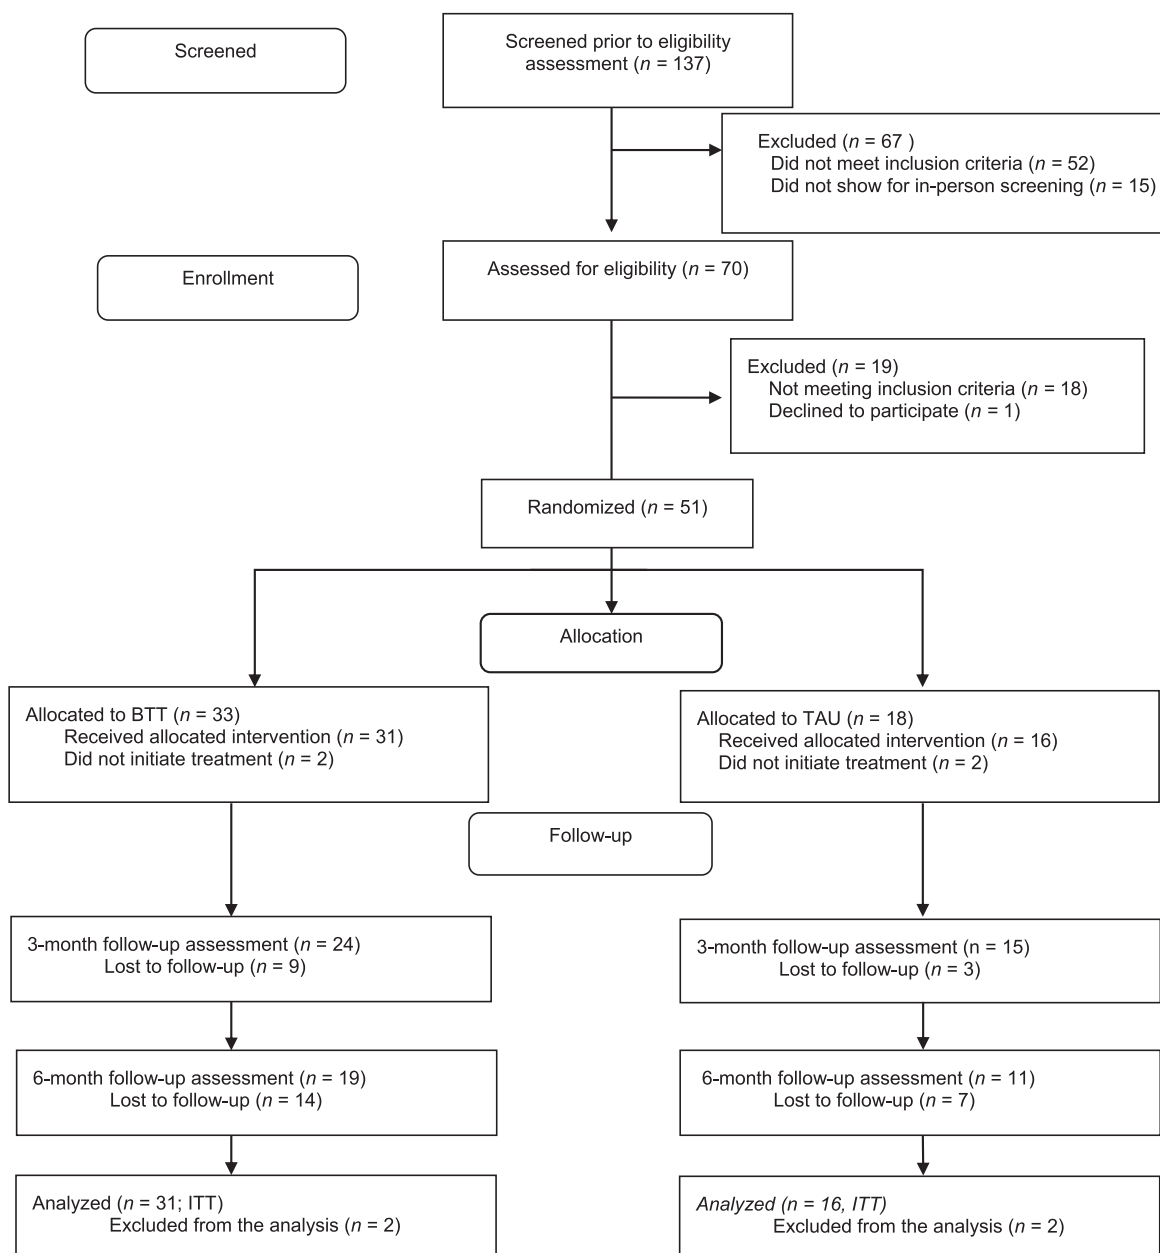 Screened
Screened prior to eligibility
assessment (n = 137)
Excluded (n = 67 )
Did not meet inclusion criteria (n = 52)
Did not show for in-person screening (n = 15)
Enrollment
Assessed for eligibility (n = 70)
Excluded (n = 19)
Not meeting inclusion criteria (n = 18)
Declined to participate (n = 1)
Randomized (n = 51)
Allocation
Allocated to BTT (n = 33)
Received allocated intervention (n = 31)
Did not initiate treatment (n = 2)
Allocated to TAU (n = 18)
Received allocated intervention (n = 16)
Did not initiate treatment (n = 2)
Follow-up
3-month follow-up assessment (n = 24)
Lost to follow-up (n = 9)
3-month follow-up assessment (n = 15)
Lost to follow-up (n = 3)
6-month follow-up assessment (n = 19)
Lost to follow-up (n = 14)
6-month follow-up assessment (n = 11)
Lost to follow-up (n = 7)
Analyzed (n = 31; ITT)
Excluded from the analysis (n = 2)
Analyzed (n = 16, ITT)
Excluded from the analysis (n = 2)